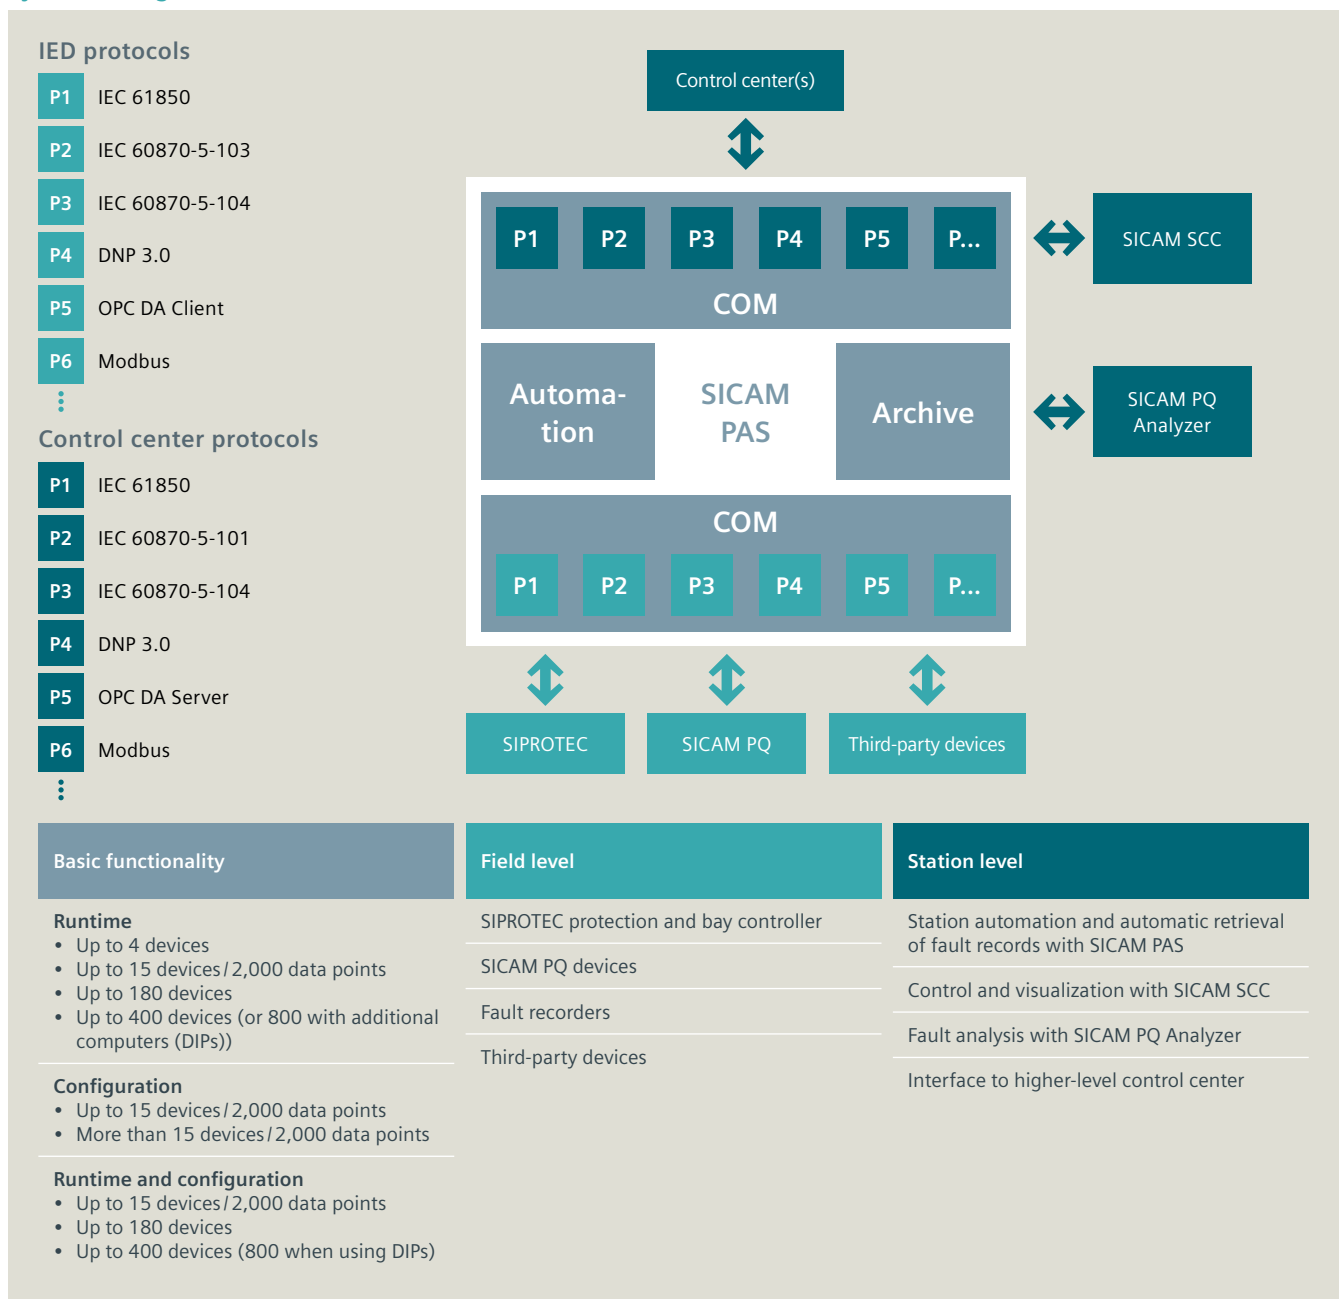 IED protocols
P1 IEC 61850
P2 IEC 60870-5-103
P3 IEC 60870-5-104
P4 DNP 3.0
P5 OPC DA Client
P6 Modbus
Control center protocols
P1 IEC 61850
P2 IEC 60870-5-101
P3 IEC 60870-5-104
P4 DNP 3.0
P5 OPC DA Server
P6 Modbus
Control center(s)
P1 P2 P3 P4 P5 P...
COM
SICAM SCC
Automa-
tion
SICAM
PAS
Archive
SICAM PQ
Analyzer
COM
P1 P2 P3 P4 P5 P...
SIPROTEC
SICAM PQ
Third-party devices
Basic functionality
Runtime
• Up to 4 devices
• Up to 15 devices/2,000 data points
• Up to 180 devices
• Up to 400 devices (or 800 with additional
computers (DIPs))
Configuration
• Up to 15 devices/2,000 data points
• More than 15 devices/2,000 data points
Runtime and configuration
• Up to 15 devices/2,000 data points
• Up to 180 devices
• Up to 400 devices (800 when using DIPs)
Field level
SIPROTEC protection and bay controller
SICAM PQ devices
Fault recorders
Third-party devices
Station level
Station automation and automatic retrieval
of fault records with SICAM PAS
Control and visualization with SICAM SCC
Fault analysis with SICAM PQ Analyzer
Interface to higher-level control center